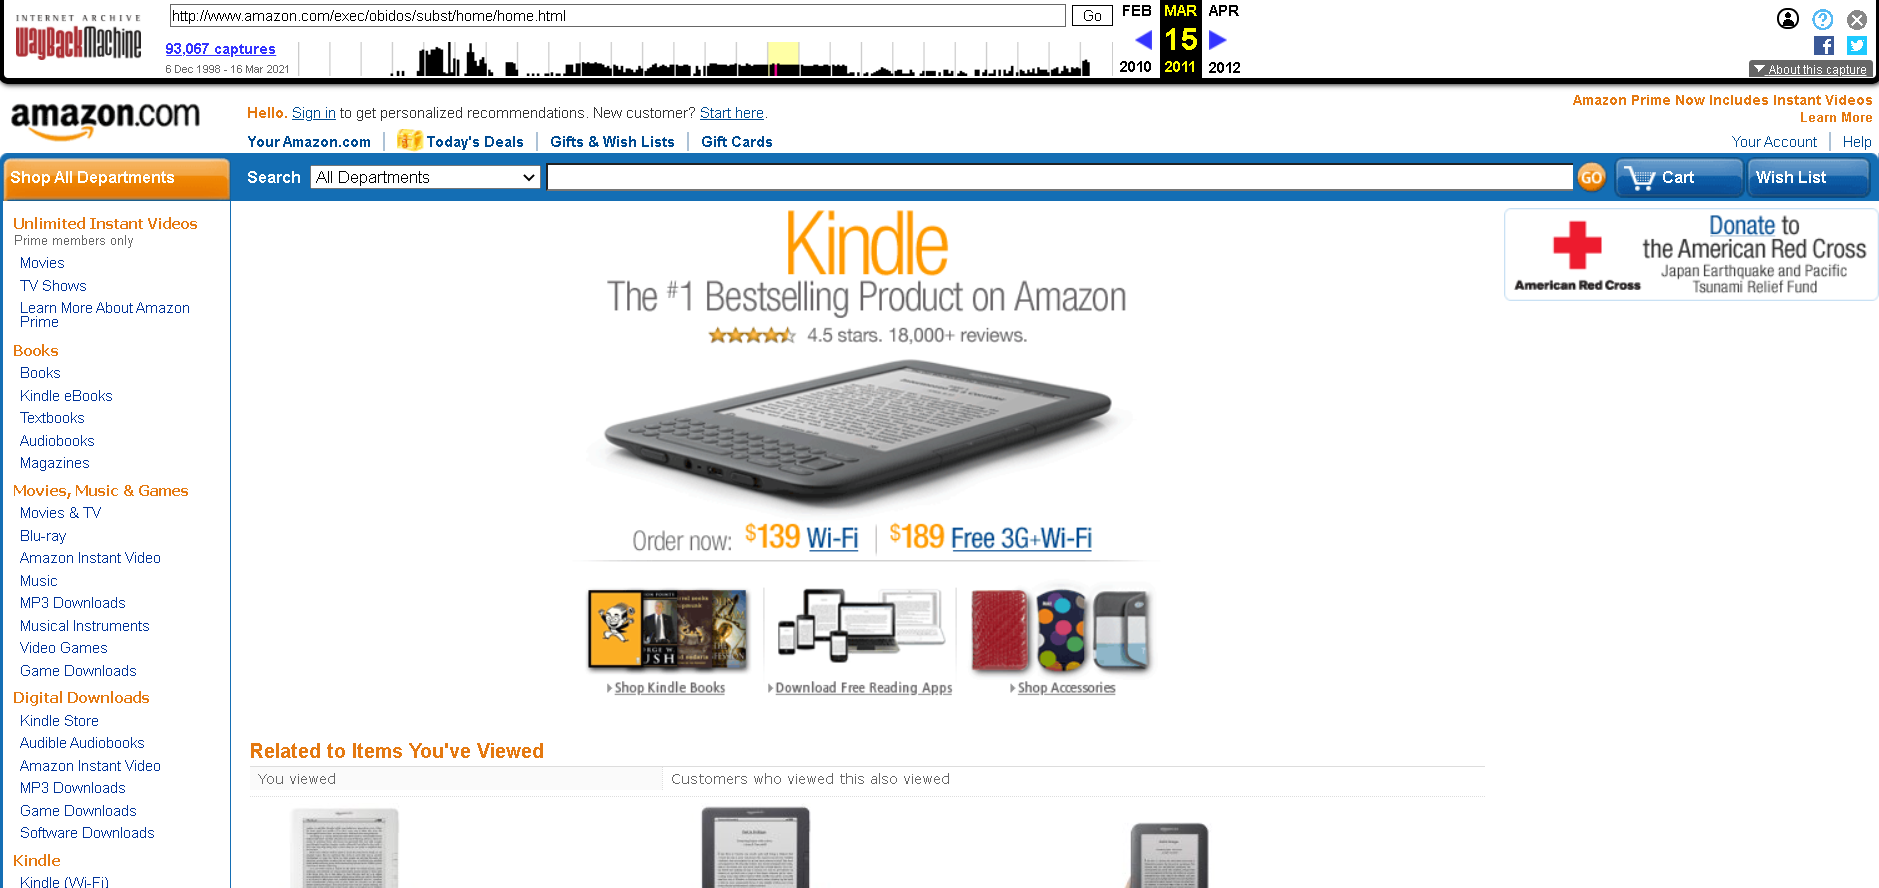 INTERNET ARCHIVE
WayBackMachine
http://www.amazon.com/exec/obidos/subst/home/home.html
Go
93,067 captures
6 Dec 1998 - 16 Mar 2021
FEB MAR APR
15
2010 2011 2012
About this capture
amazon.com
Hello. Sign in to get personalized recommendations. New customer? Start here.
Amazon Prime Now Includes Instant Videos
Learn More
Your Amazon.com
Today's Deals
Gifts & Wish Lists
Gift Cards
Your Account
Help
Shop All Departments
Search
All Departments
GO
Cart
Wish List
Unlimited Instant Videos
Prime members only
Movies
TV Shows
Learn More About Amazon
Prime
Books
Books
Kindle eBooks
Textbooks
Audiobooks
Magazines
Movies, Music & Games
Movies & TV
Blu-ray
Amazon Instant Video
Music
MP3 Downloads
Musical Instruments
Video Games
Game Downloads
Digital Downloads
Kindle Store
Audible Audiobooks
Amazon Instant Video
MP3 Downloads
Game Downloads
Software Downloads
Kindle
Kindle (Wi-Fi)
Kindle
The #1 Bestselling Product on Amazon
4.5 stars. 18,000+ reviews.
Order now: $139 Wi-Fi | $189 Free 3G+Wi-Fi
Shop Kindle Books
Download Free Reading Apps
Shop Accessories
American Red Cross
Donate to
the American Red Cross
Japan Earthquake and Pacific
Tsunami Relief Fund
Related to Items You've Viewed
You viewed
Customers who viewed this also viewed